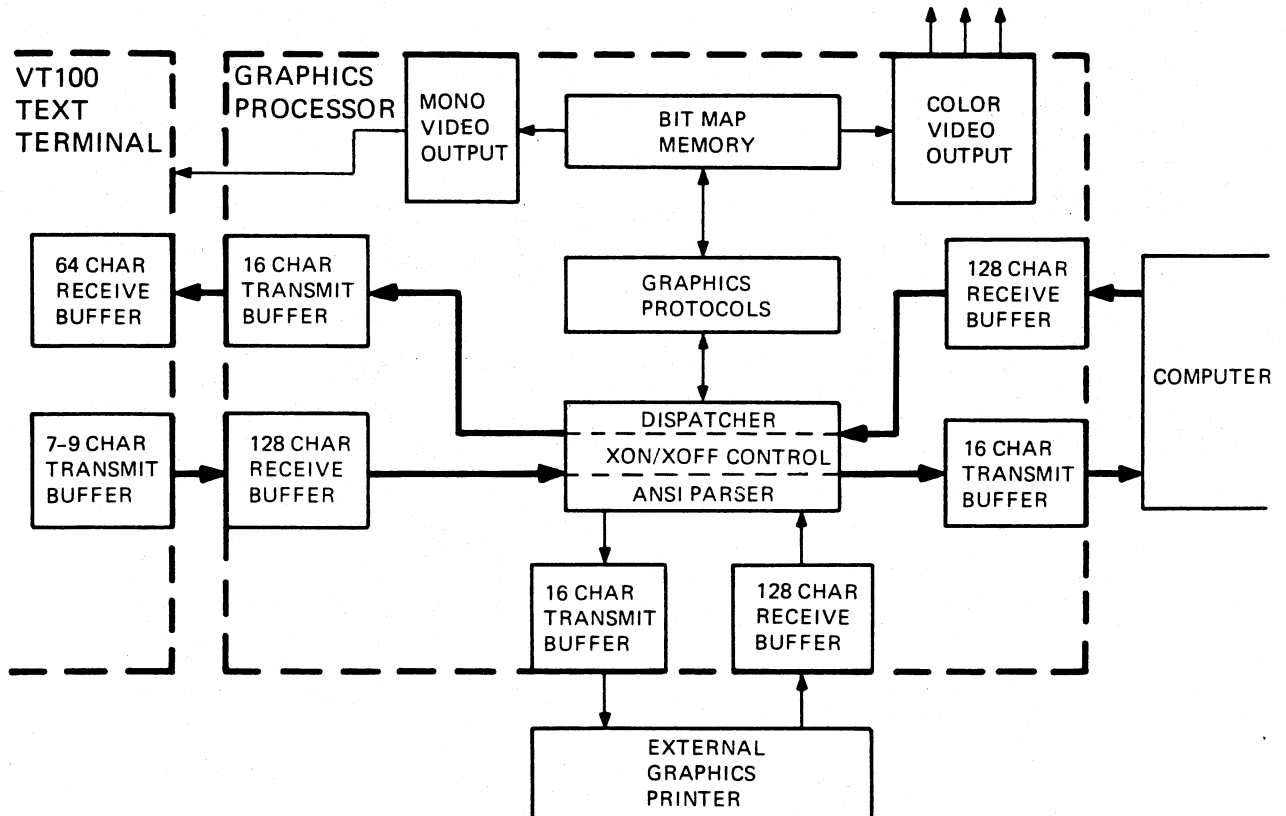 VT100
TEXT
TERMINAL
GRAPHICS
PROCESSOR
MONO
VIDEO
OUTPUT
BIT MAP
MEMORY
COLOR
VIDEO
OUTPUT
64 CHAR
RECEIVE
BUFFER
16 CHAR
TRANSMIT
BUFFER
GRAPHICS
PROTOCOLS
128 CHAR
RECEIVE
BUFFER
COMPUTER
7-9 CHAR
TRANSMIT
BUFFER
128 CHAR
RECEIVE
BUFFER
DISPATCHER
XON/XOFF CONTROL
ANSI PARSER
16 CHAR
TRANSMIT
BUFFER
16 CHAR
TRANSMIT
BUFFER
128 CHAR
RECEIVE
BUFFER
EXTERNAL
GRAPHICS
PRINTER